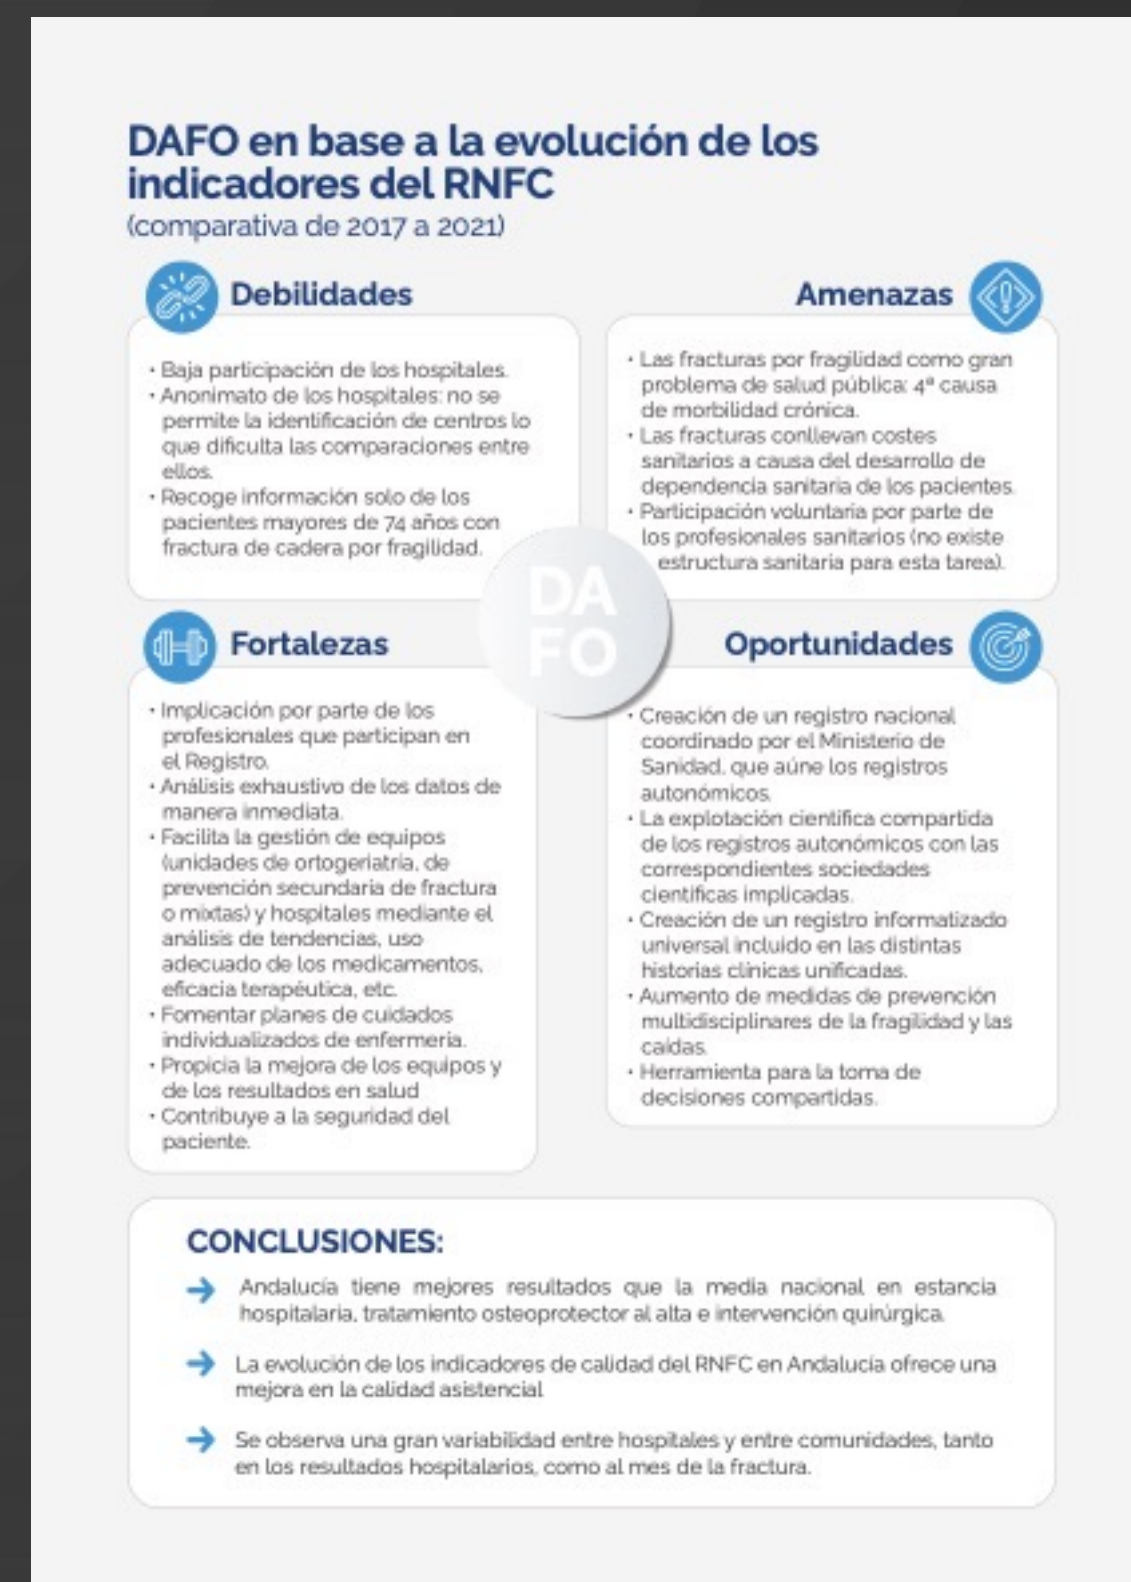 DAFO en base a la evolución de los
indicadores del RNFC
(comparativa de 2017 a 2021)
Debilidades
• Baja participación de los hospitales.
• Anonimato de los hospitales: no se
permite la identificación de centros lo
que dificulta las comparaciones entre
ellos.
• Recoge información solo de los
pacientes mayores de 74 años con
fractura de cadera por fragilidad.
Amenazas
• Las fracturas por fragilidad como gran
problema de salud pública: 4ª causa
de morbilidad crónica.
• Las fracturas conllevan costes
sanitarios a causa del desarrollo de
dependencia sanitaria de los pacientes.
• Participación voluntaria por parte de
los profesionales sanitarios (no existe
estructura sanitaria para esta tarea).
DA
FO
Fortalezas
• Implicación por parte de los
profesionales que participan en
el Registro.
• Análisis exhaustivo de los datos de
manera inmediata.
• Facilita la gestión de equipos
(unidades de ortogeriatría, de
prevención secundaria de fractura
o mixtas) y hospitales mediante el
análisis de tendencias, uso
adecuado de los medicamentos,
eficacia terapéutica, etc.
• Fomentar planes de cuidados
individualizados de enfermería.
• Propicia la mejora de los equipos y
de los resultados en salud
• Contribuye a la seguridad del
paciente.
Oportunidades
• Creación de un registro nacional
coordinado por el Ministerio de
Sanidad, que aúne los registros
autonómicos.
• La explotación científica compartida
de los registros autonómicos con las
correspondientes sociedades
científicas implicadas.
• Creación de un registro informatizado
universal incluido en las distintas
historias clínicas unificadas.
• Aumento de medidas de prevención
multidisciplinares de la fragilidad y las
caídas.
• Herramienta para la toma de
decisiones compartidas.
CONCLUSIONES:
→ Andalucía tiene mejores resultados que la media nacional en estancia
hospitalaria, tratamiento osteoprotector al alta e intervención quirúrgica.
→ La evolución de los indicadores de calidad del RNFC en Andalucía ofrece una
mejora en la calidad asistencial
→ Se observa una gran variabilidad entre hospitales y entre comunidades, tanto
en los resultados hospitalarios, como al mes de la fractura.